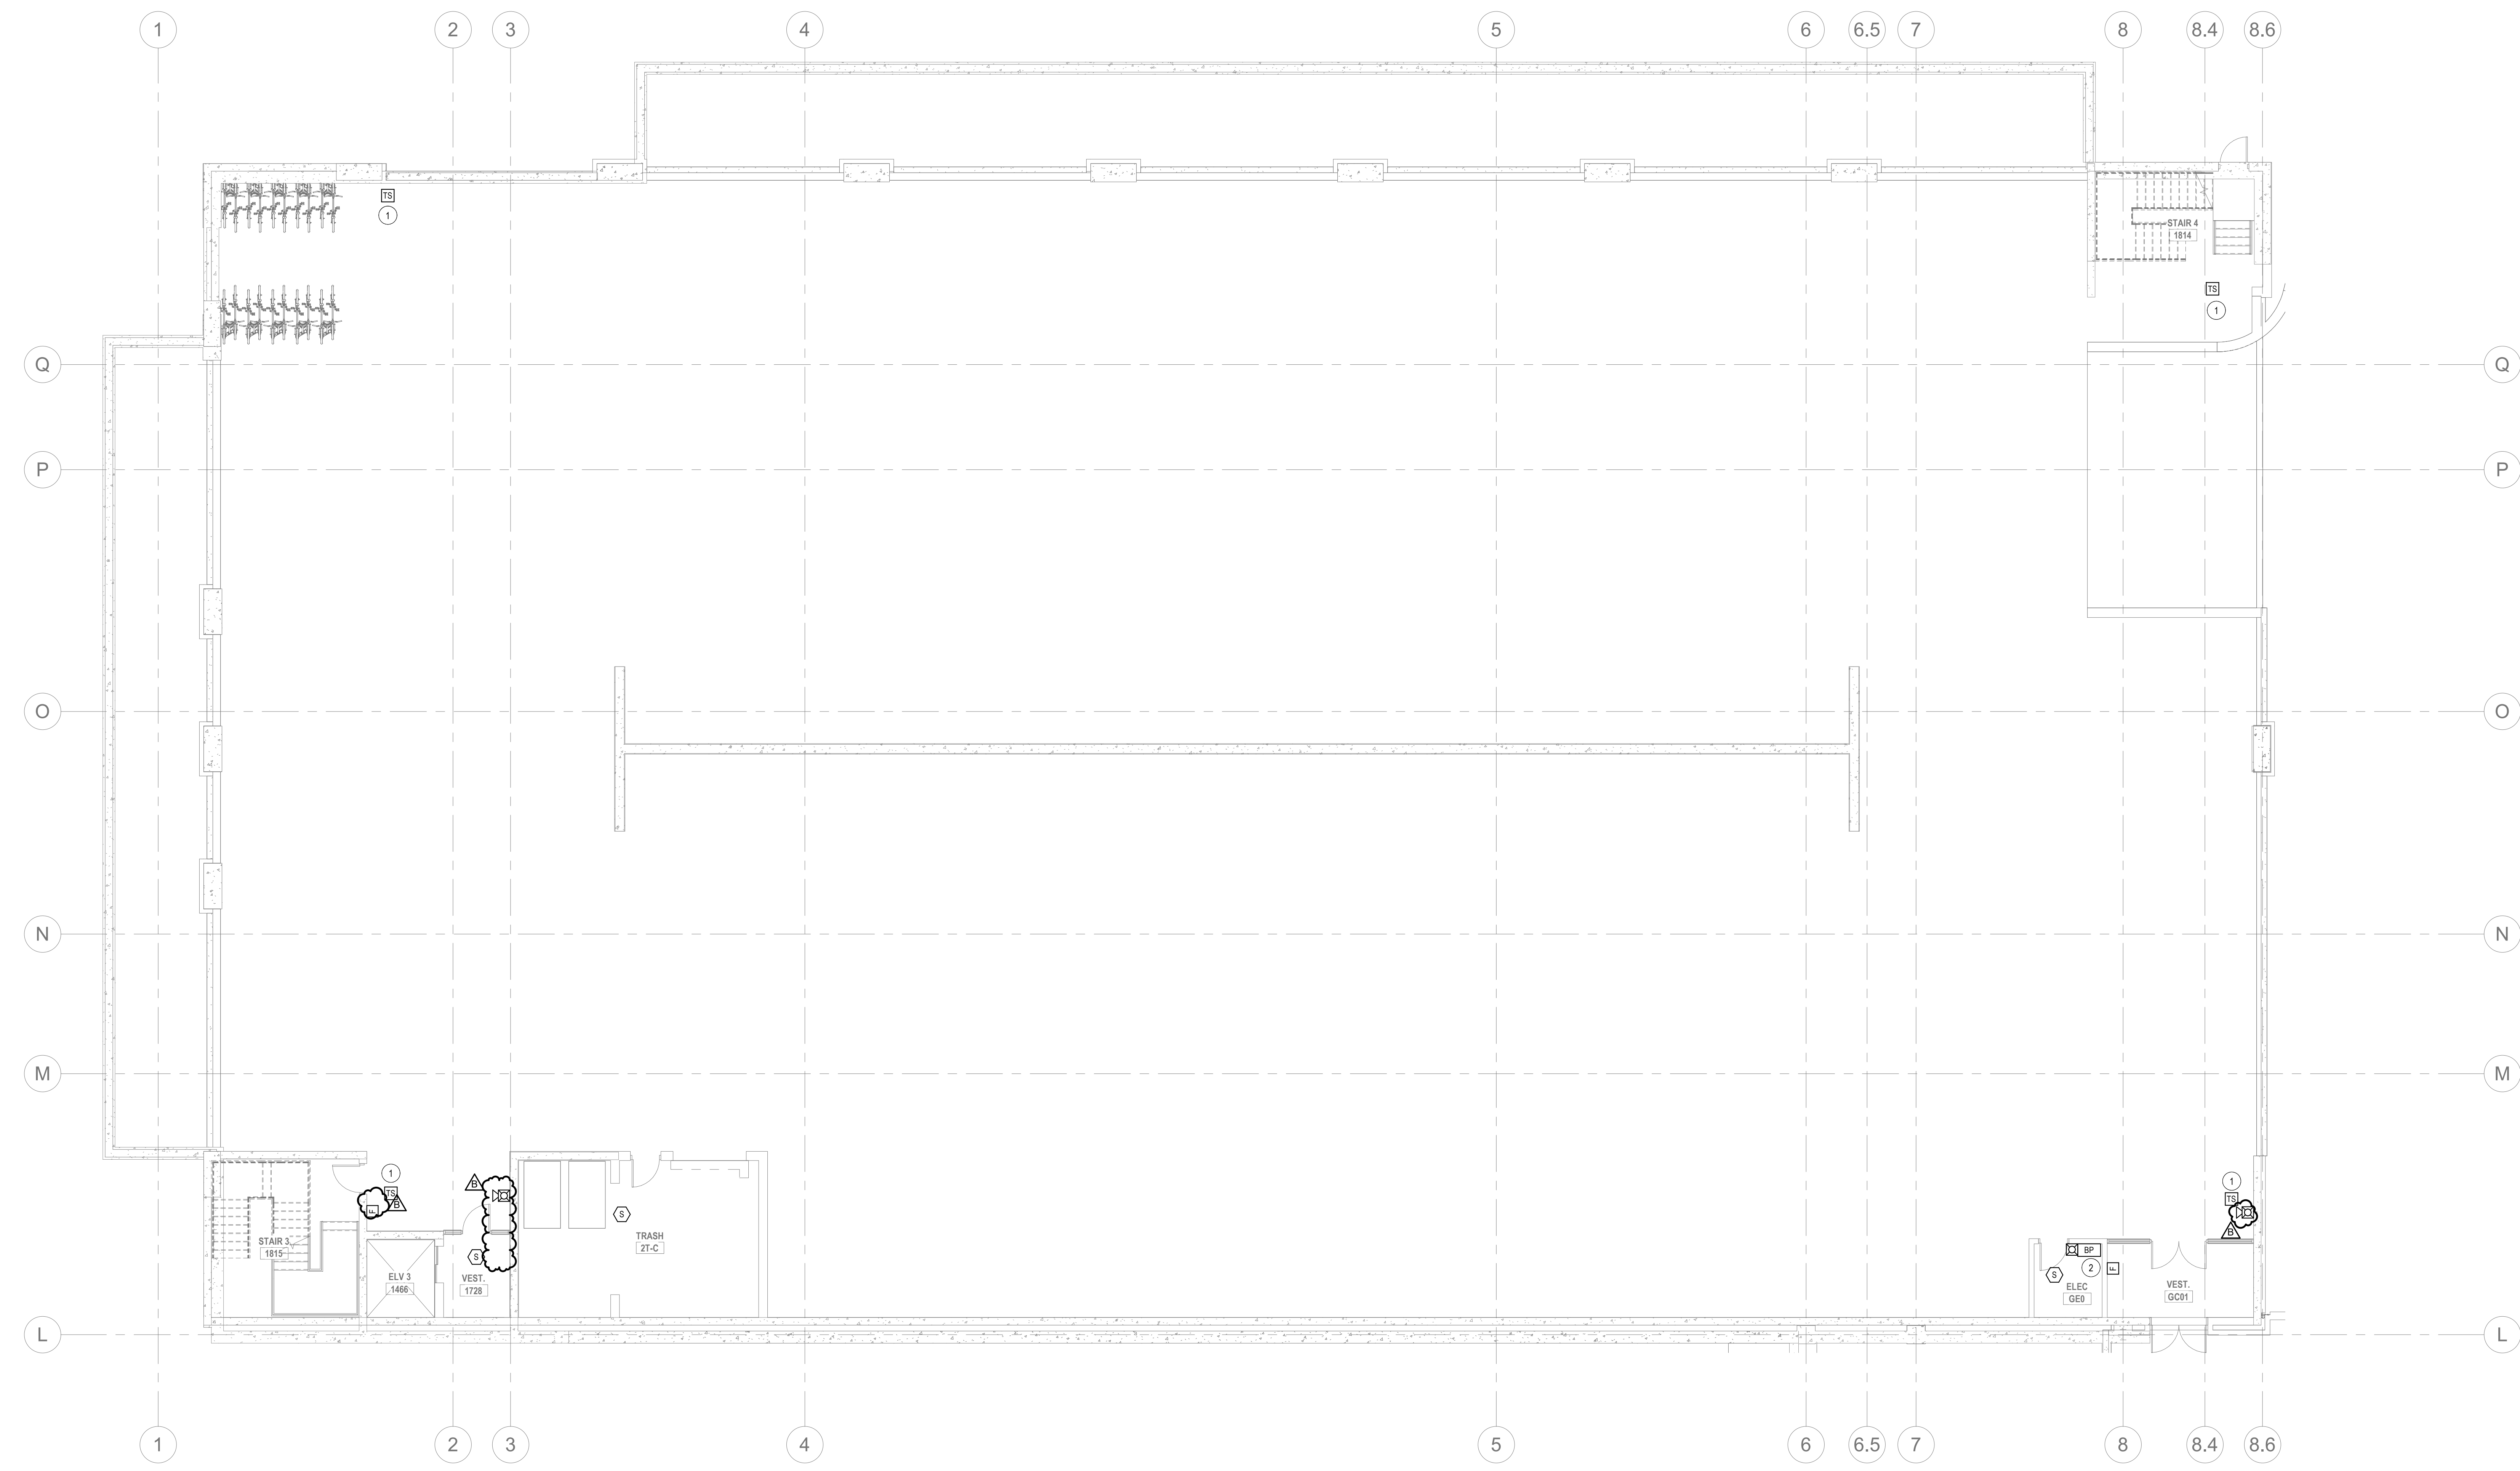 1 2 3 4 5 6 6.5 7 8 8.4 8.6
TS
1
STAIR 4
1814
TS
1
Q Q
P P
O O
N N
M M
1
TS
B
F
B
S
STAIR 3
1815
ELV 3
1466
S
VEST.
1728
TRASH
2T-C
1
TS
B
BP
2
F
S
ELEC
GE0
VEST.
GC01
L L
1 2 3 4 5 6 6.5 7 8 8.4 8.6